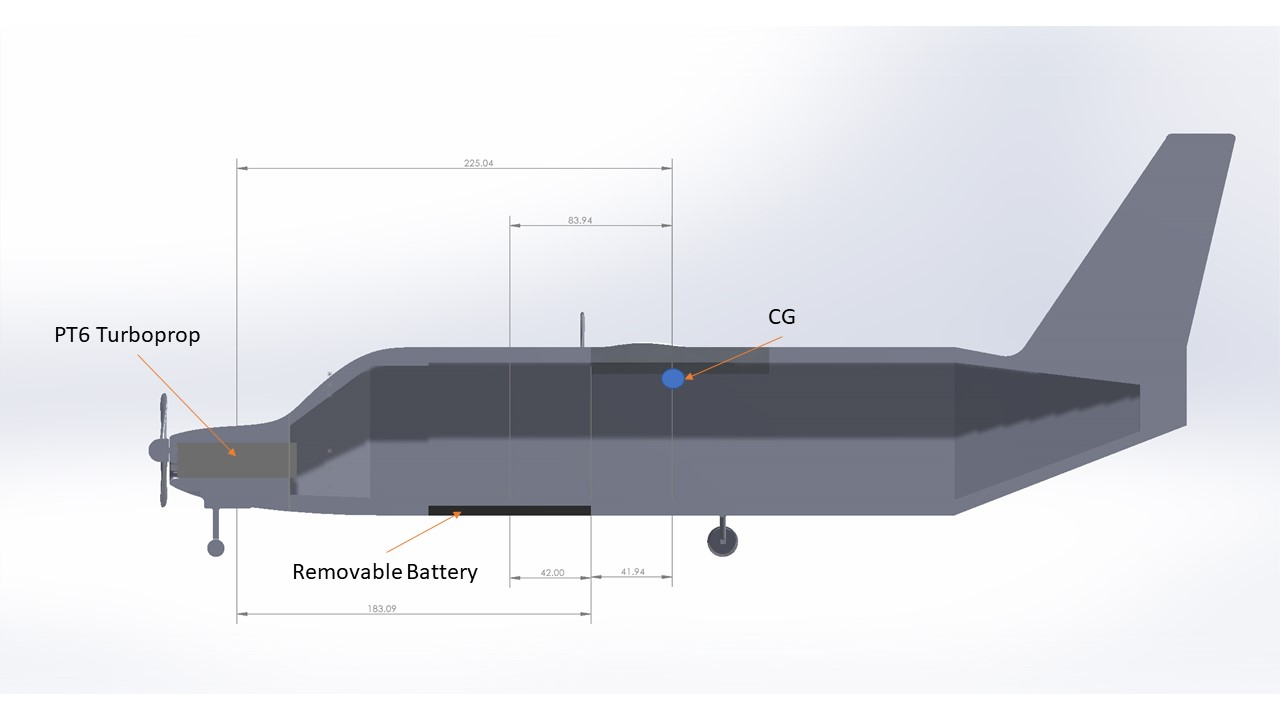 225.04
83.94
CG
PT6 Turboprop
Removable Battery
42.00
41.94
183.09